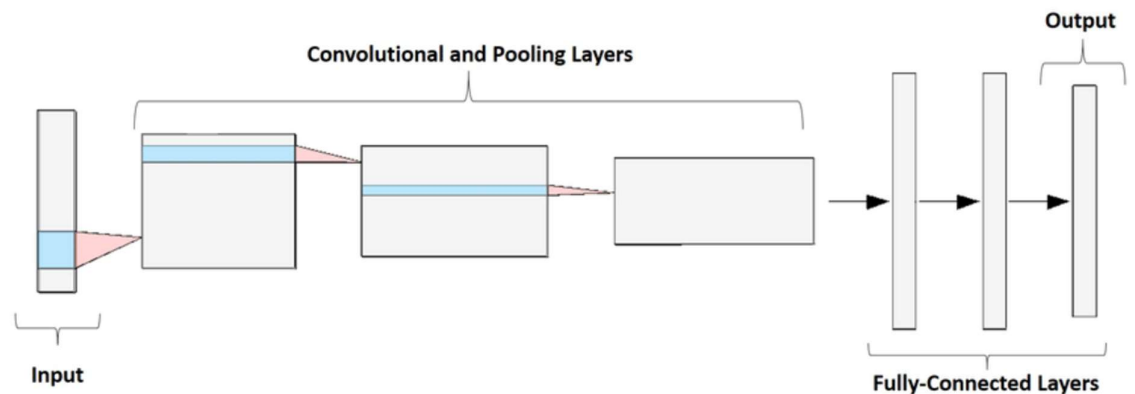 Output
Convolutional and Pooling Layers
Input
Fully-Connected Layers